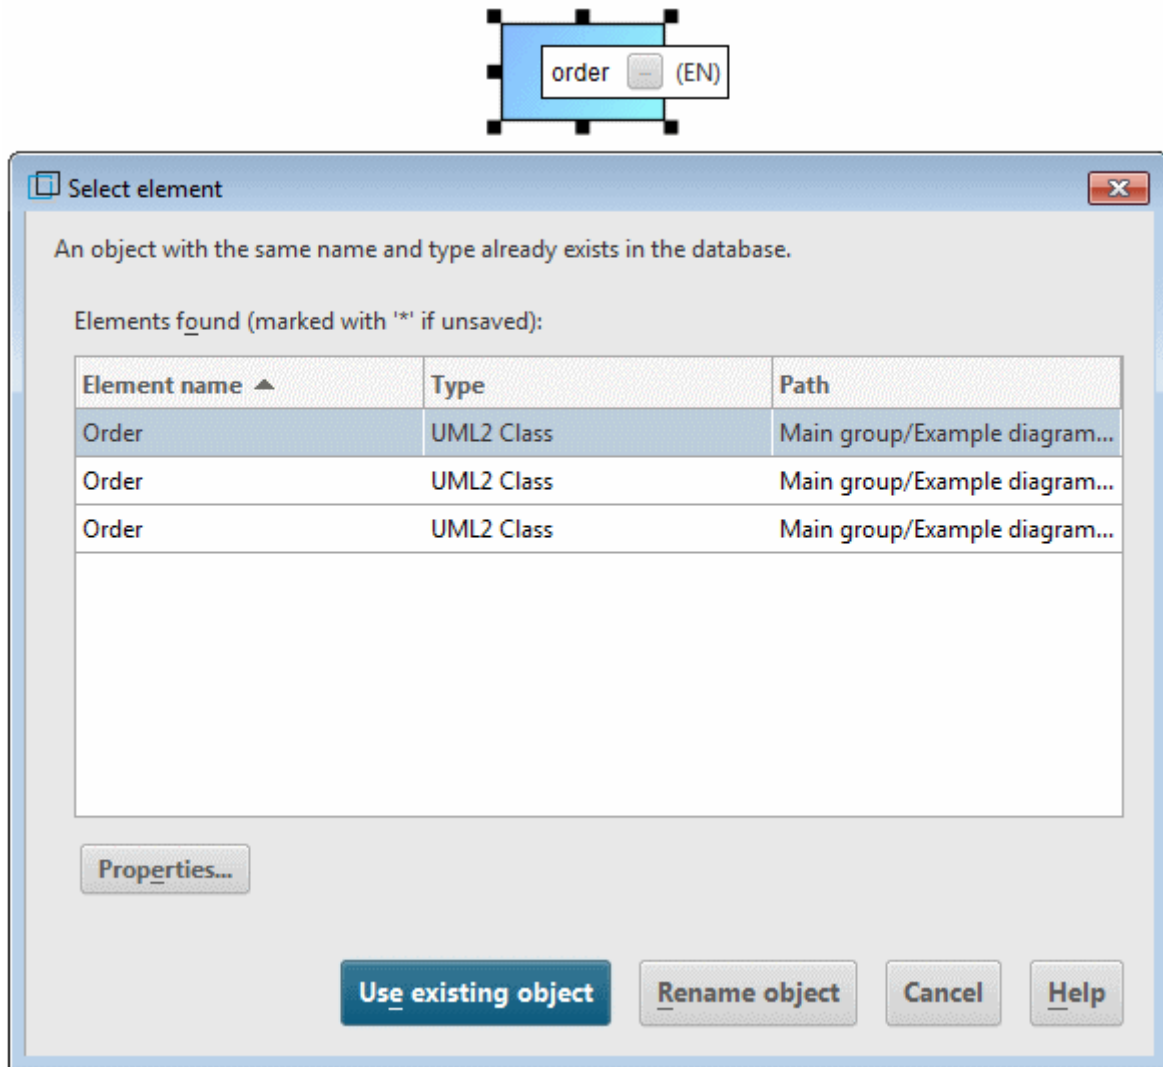 order – (EN)
Select element
An object with the same name and type already exists in the database.
Elements found (marked with '*' if unsaved):
Element name Type Path
Order UML2 Class Main group/Example diagram...
Order UML2 Class Main group/Example diagram...
Order UML2 Class Main group/Example diagram...
Properties...
Use existing object Rename object Cancel Help